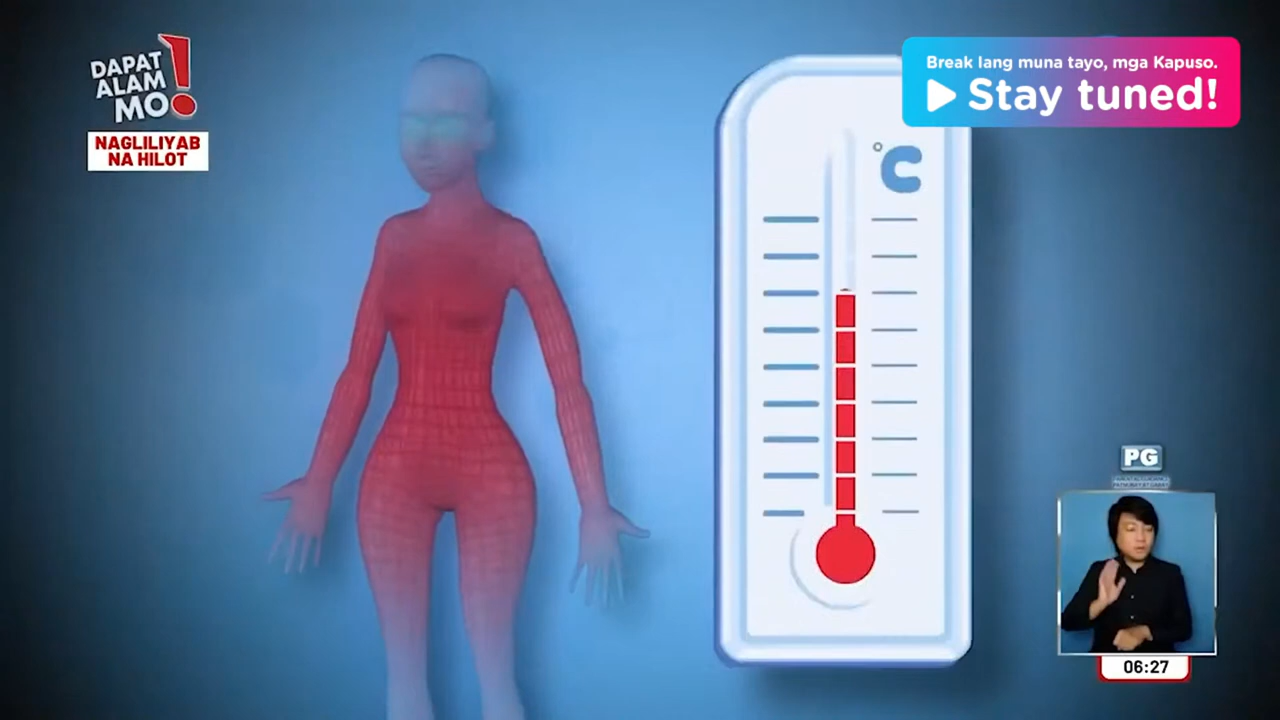 DAPAT
ALAM
MO!
NAGLILIYAB
NA HILOT
Break lang muna tayo, mga Kapuso.
Stay tuned!
°C
PG
06:27